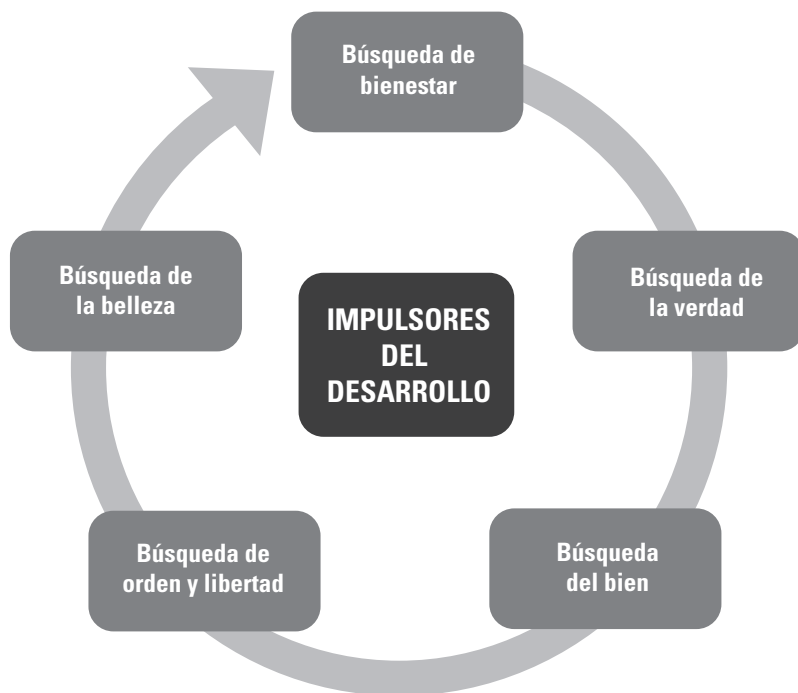 Búsqueda de
bienestar
Búsqueda de
la verdad
Búsqueda
del bien
Búsqueda de
orden y libertad
Búsqueda de
la belleza
IMPULSORES
DEL
DESARROLLO